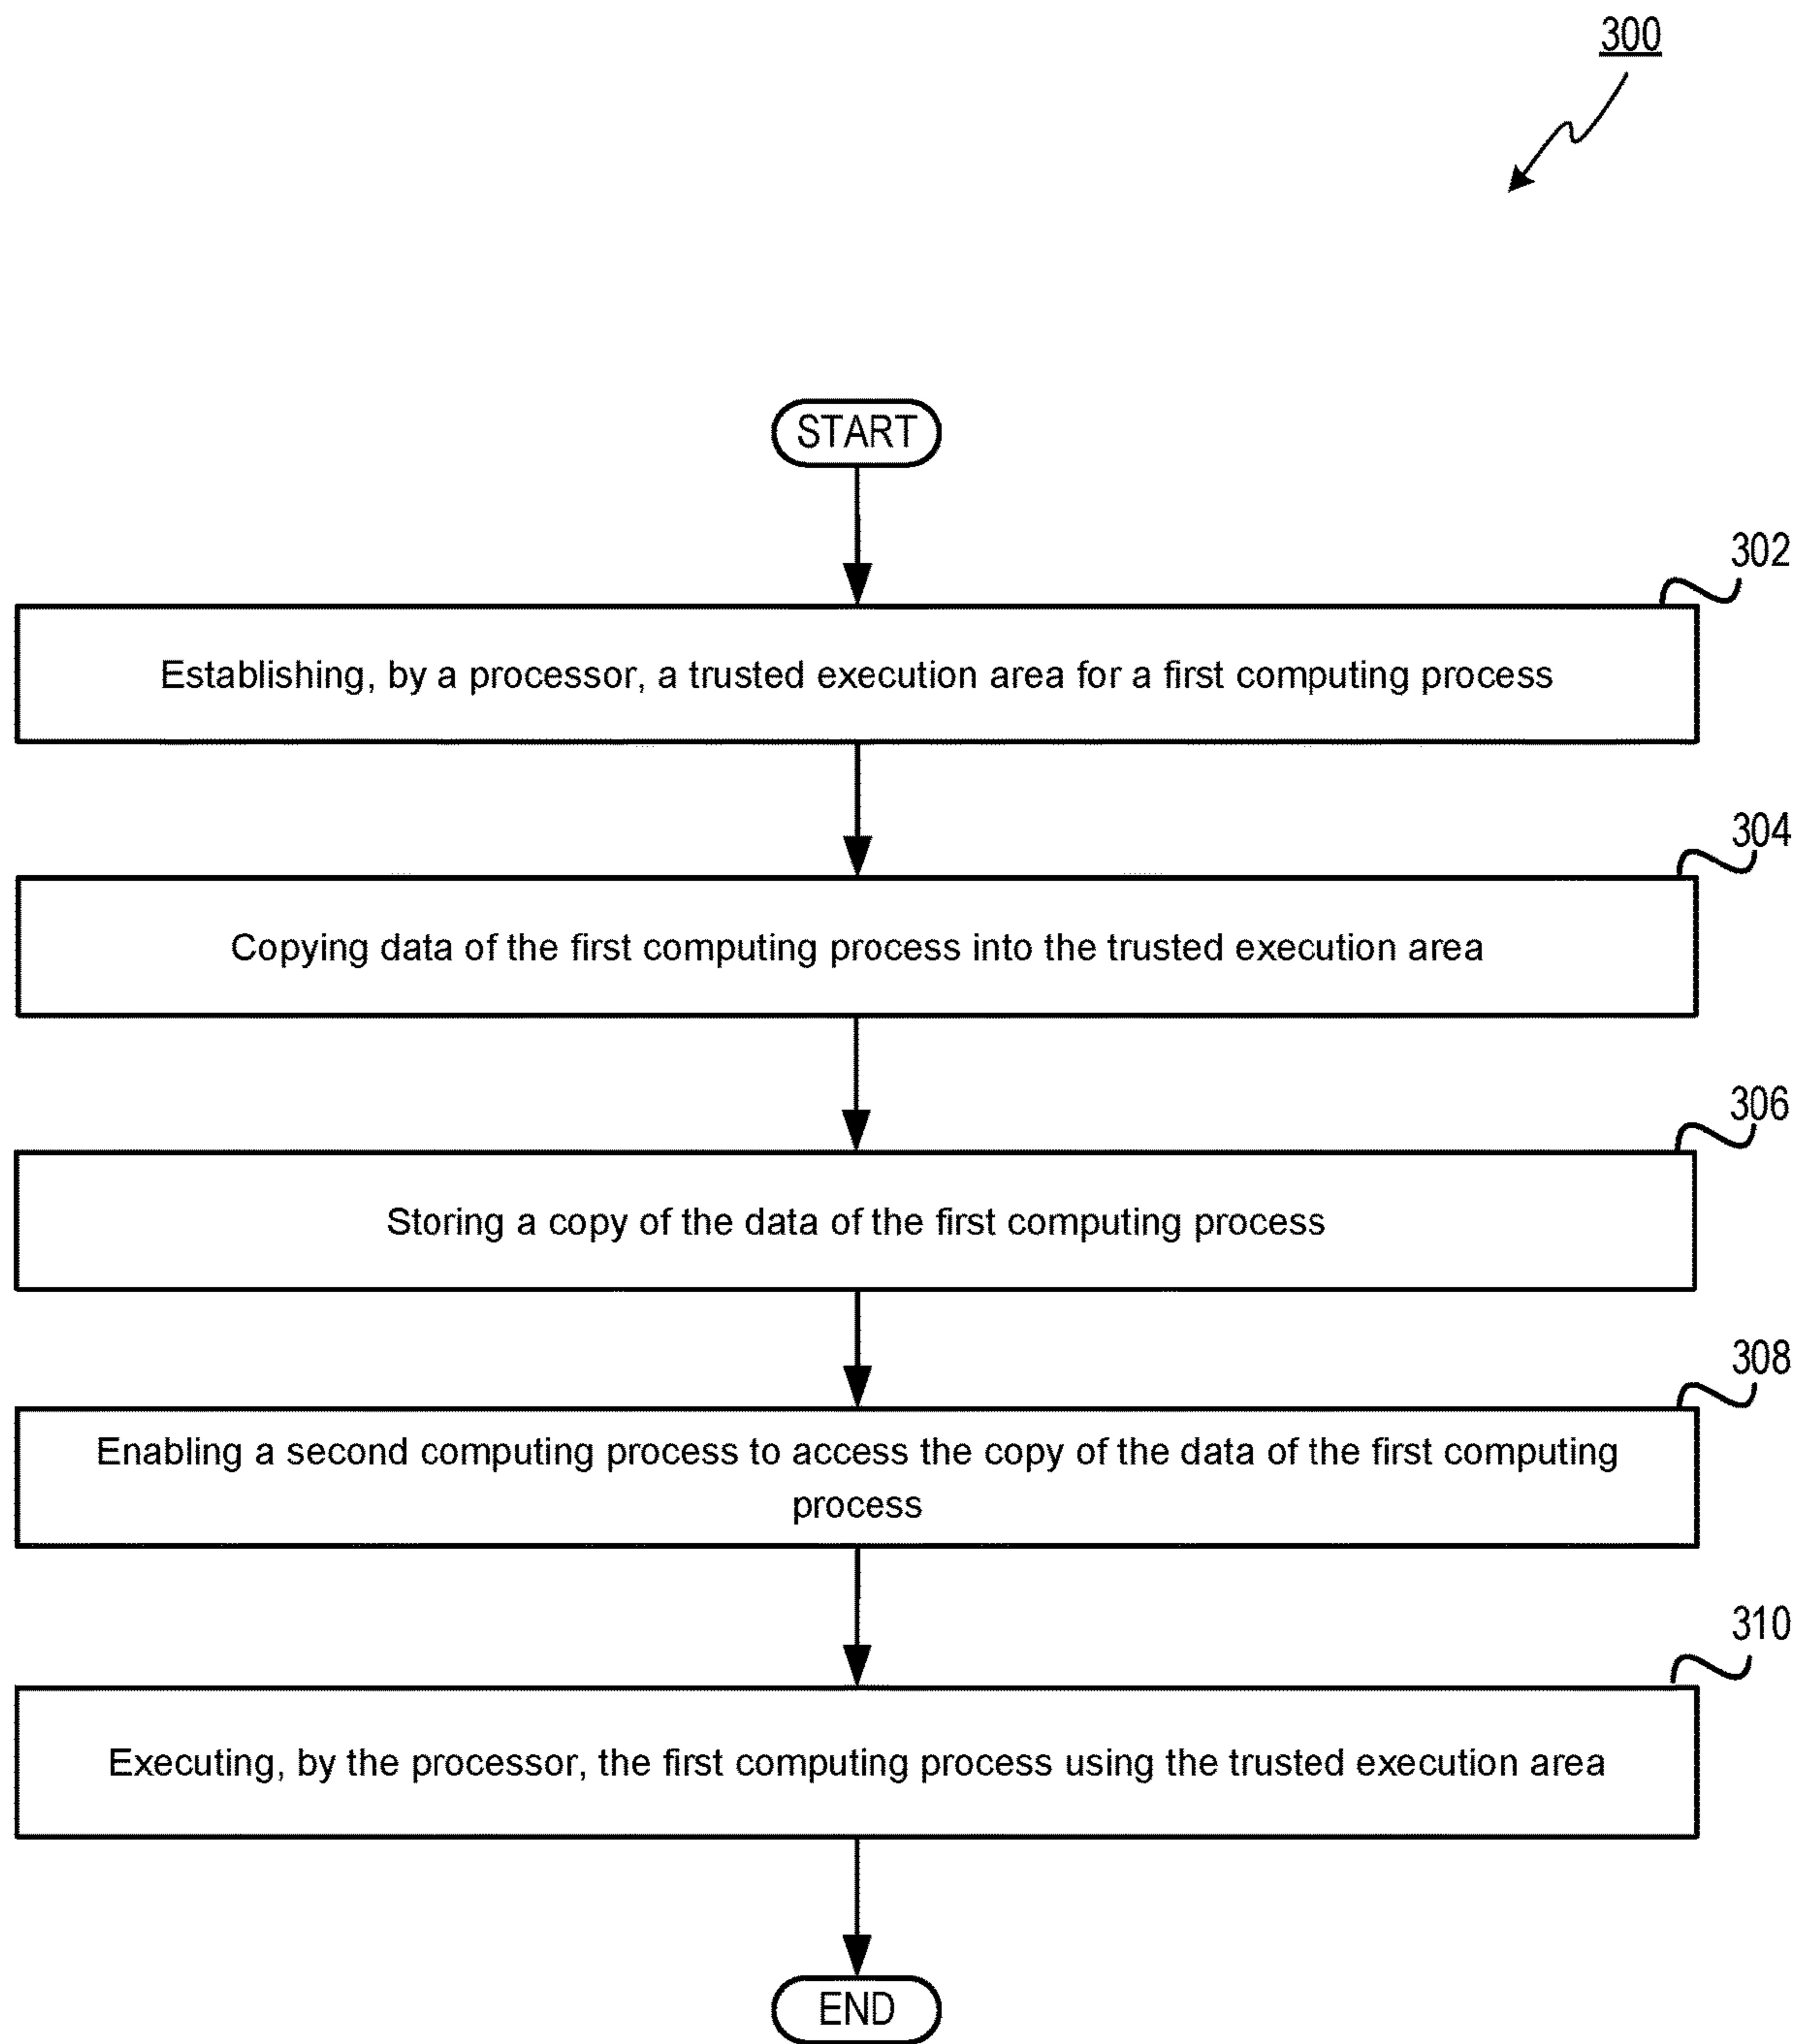 300
START
302
Establishing, by a processor, a trusted execution area for a first computing process
304
Copying data of the first computing process into the trusted execution area
306
Storing a copy of the data of the first computing process
308
Enabling a second computing process to access the copy of the data of the first computing
process
310
Executing, by the processor, the first computing process using the trusted execution area
END